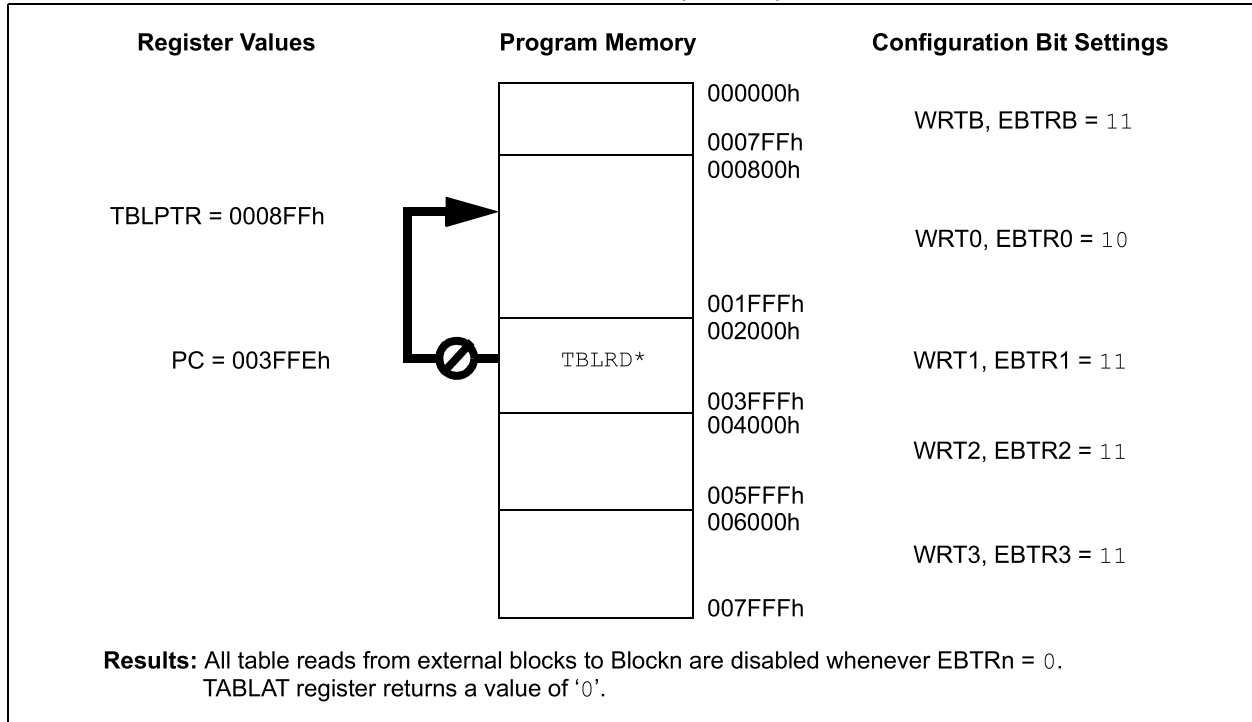 Register Values Program Memory Configuration Bit Settings
000000h
WRTB, EBTRB = 11
0007FFh
000800h
TBLPTR = 0008FFh
WRT0, EBTR0 = 10
001FFFh
002000h
PC = 003FFEh TBLRD* WRT1, EBTR1 = 11
003FFFh
004000h
WRT2, EBTR2 = 11
005FFFh
006000h
WRT3, EBTR3 = 11
007FFFh
Results: All table reads from external blocks to Blockn are disabled whenever EBTRn = 0.
TABLAT register returns a value of ‘0’.